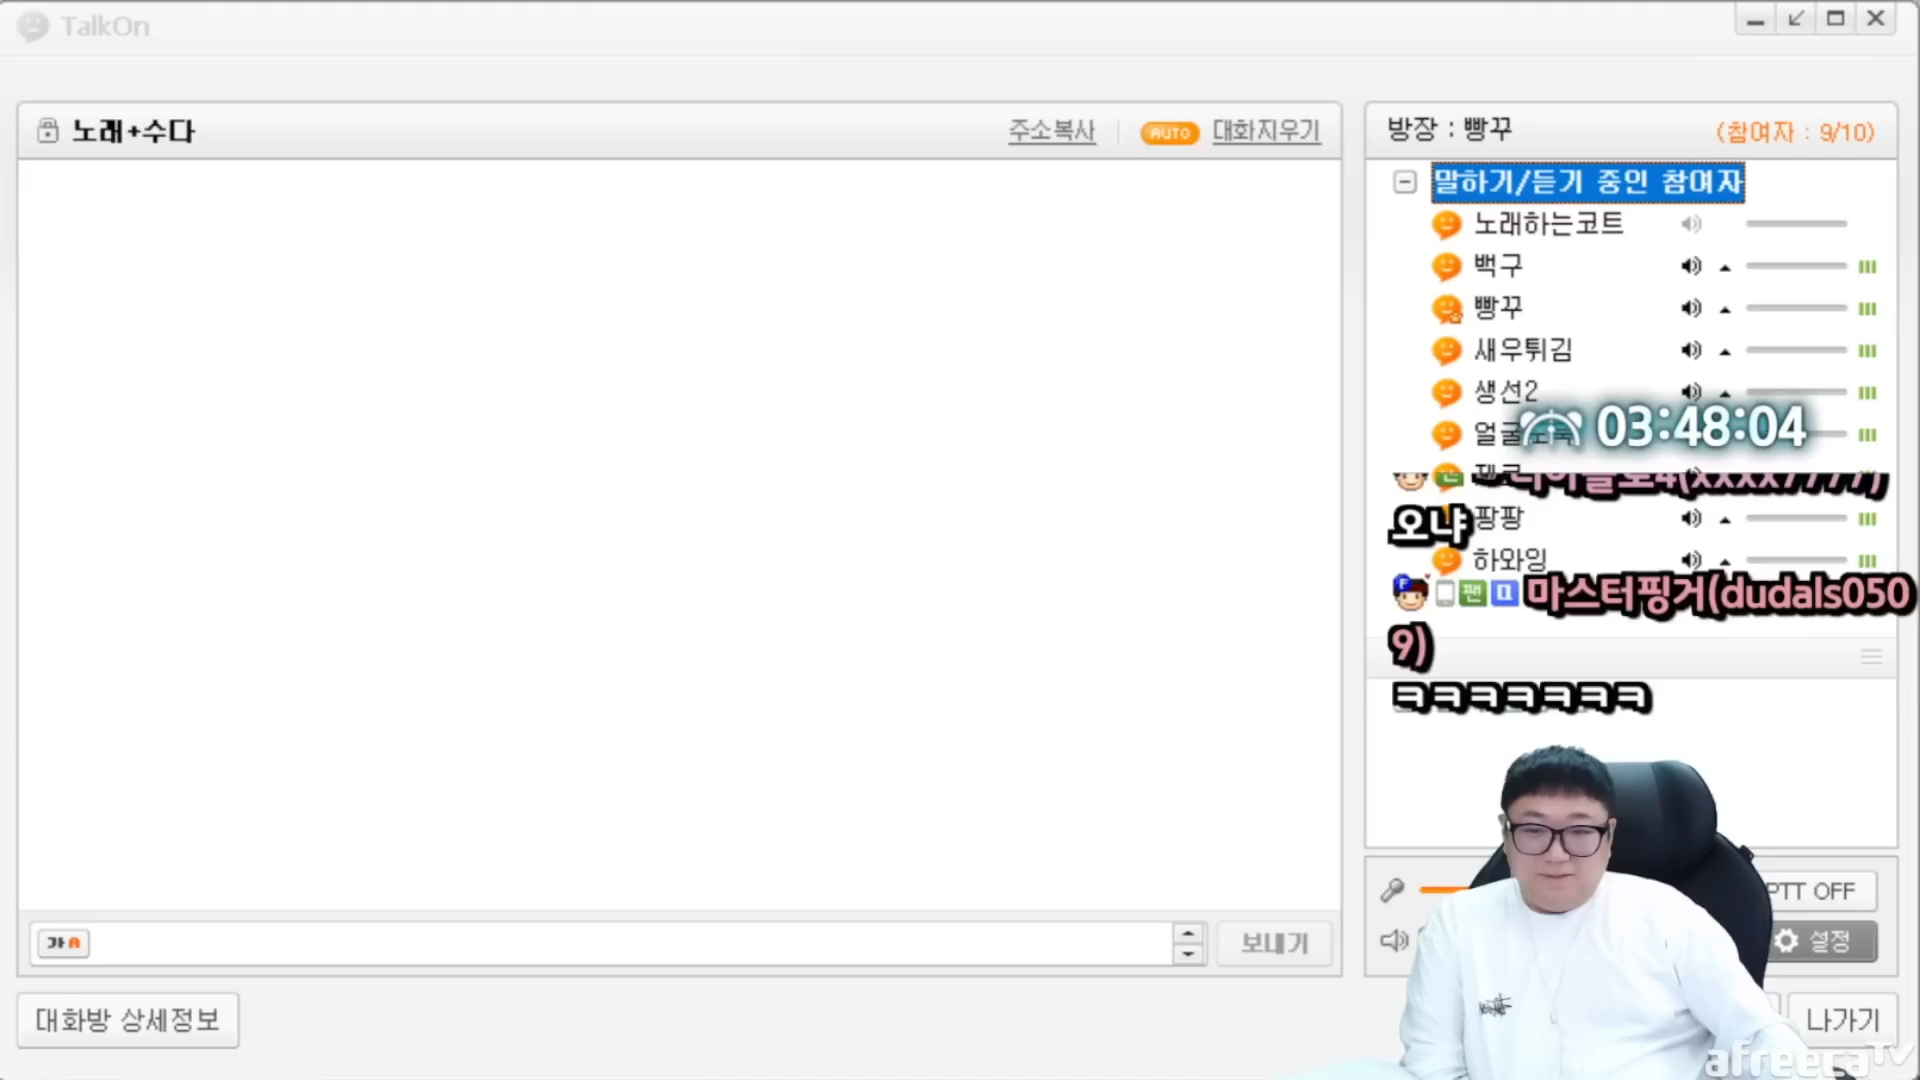 TalkOn
노래+수다
주소복사
AUTO 대화지우기
방장 : 빵꾸
(참여자 : 9/10)
말하기/듣기 중인 참여자
노래하는코트
백구
빵꾸
새우튀김
생선2
03:48:04
오냐
팡팡
하와잉
마스터핑거(dudals050
9)
ㅋㅋㅋㅋㅋㅋㅋ
PTT OFF
가A
보내기
설정
대화방 상세정보
나가기
afreecaTV